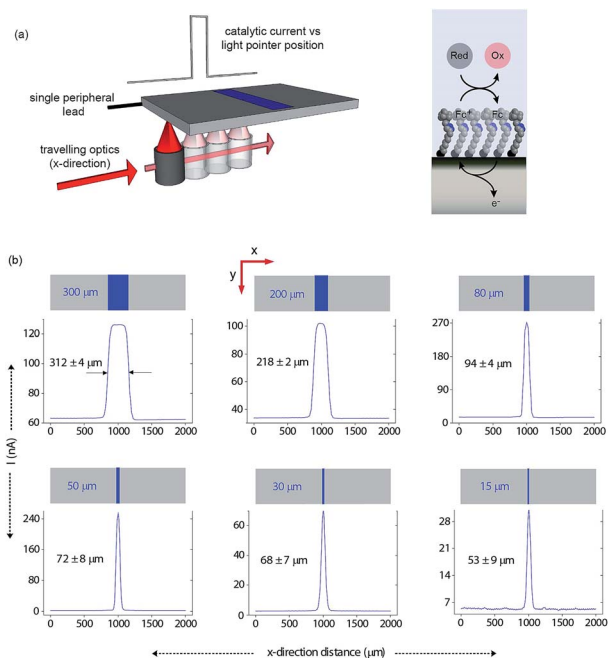 (a)
catalytic current vs
light pointer position
single peripheral
lead
travelling optics
(x-direction)
Red
Ox
Fc⁺
Fc
e⁻
(b)
x
y
300 μm
200 μm
80 μm
120
100
80
60
312 ± 4 μm
0 500 1000 1500 2000
100
80
60
40
218 ± 2 μm
0 500 1000 1500 2000
270
180
90
0
94 ± 4 μm
0 500 1000 1500 2000
I (nA)
50 μm
30 μm
15 μm
240
160
80
0
72 ± 8 μm
0 500 1000 1500 2000
60
40
20
0
68 ± 7 μm
0 500 1000 1500 2000
28
21
14
7
53 ± 9 μm
0 500 1000 1500 2000
x-direction distance (μm)